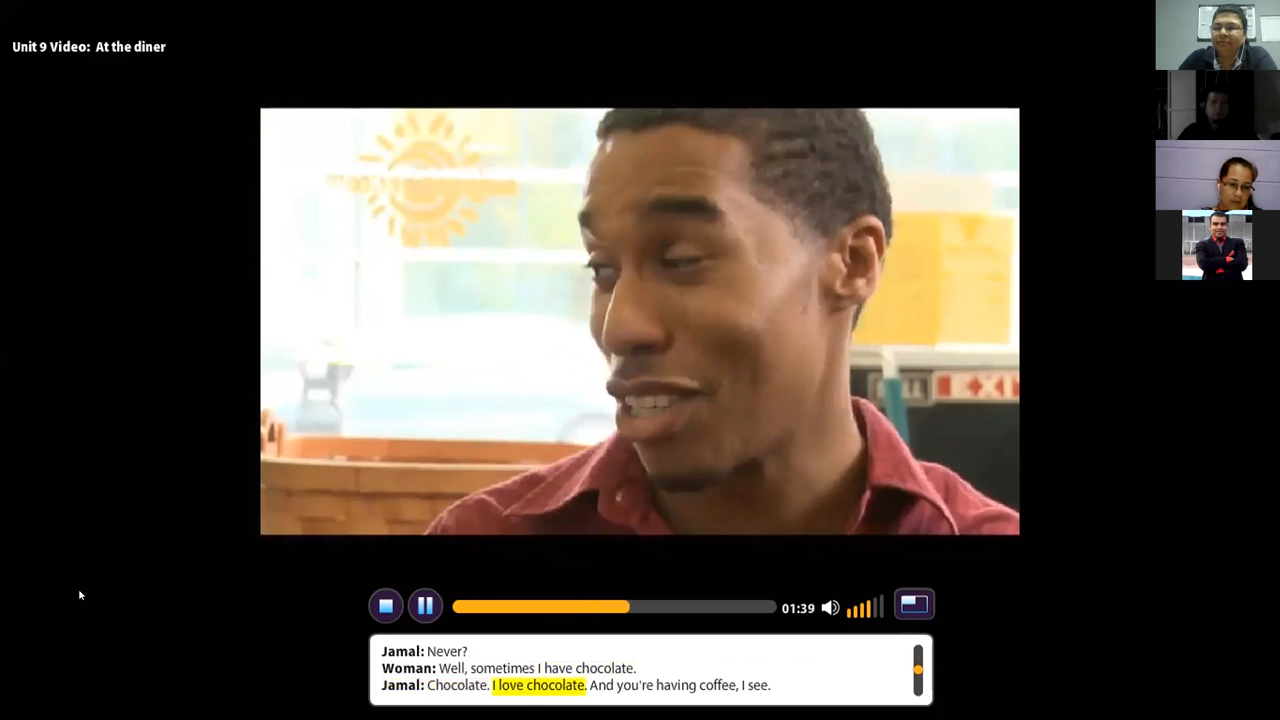 Unit 9 Video: At the diner
EXI
01:39
Jamal: Never?
Woman: Well, sometimes I have chocolate.
Jamal: Chocolate. I love chocolate. And you're having coffee, I see.